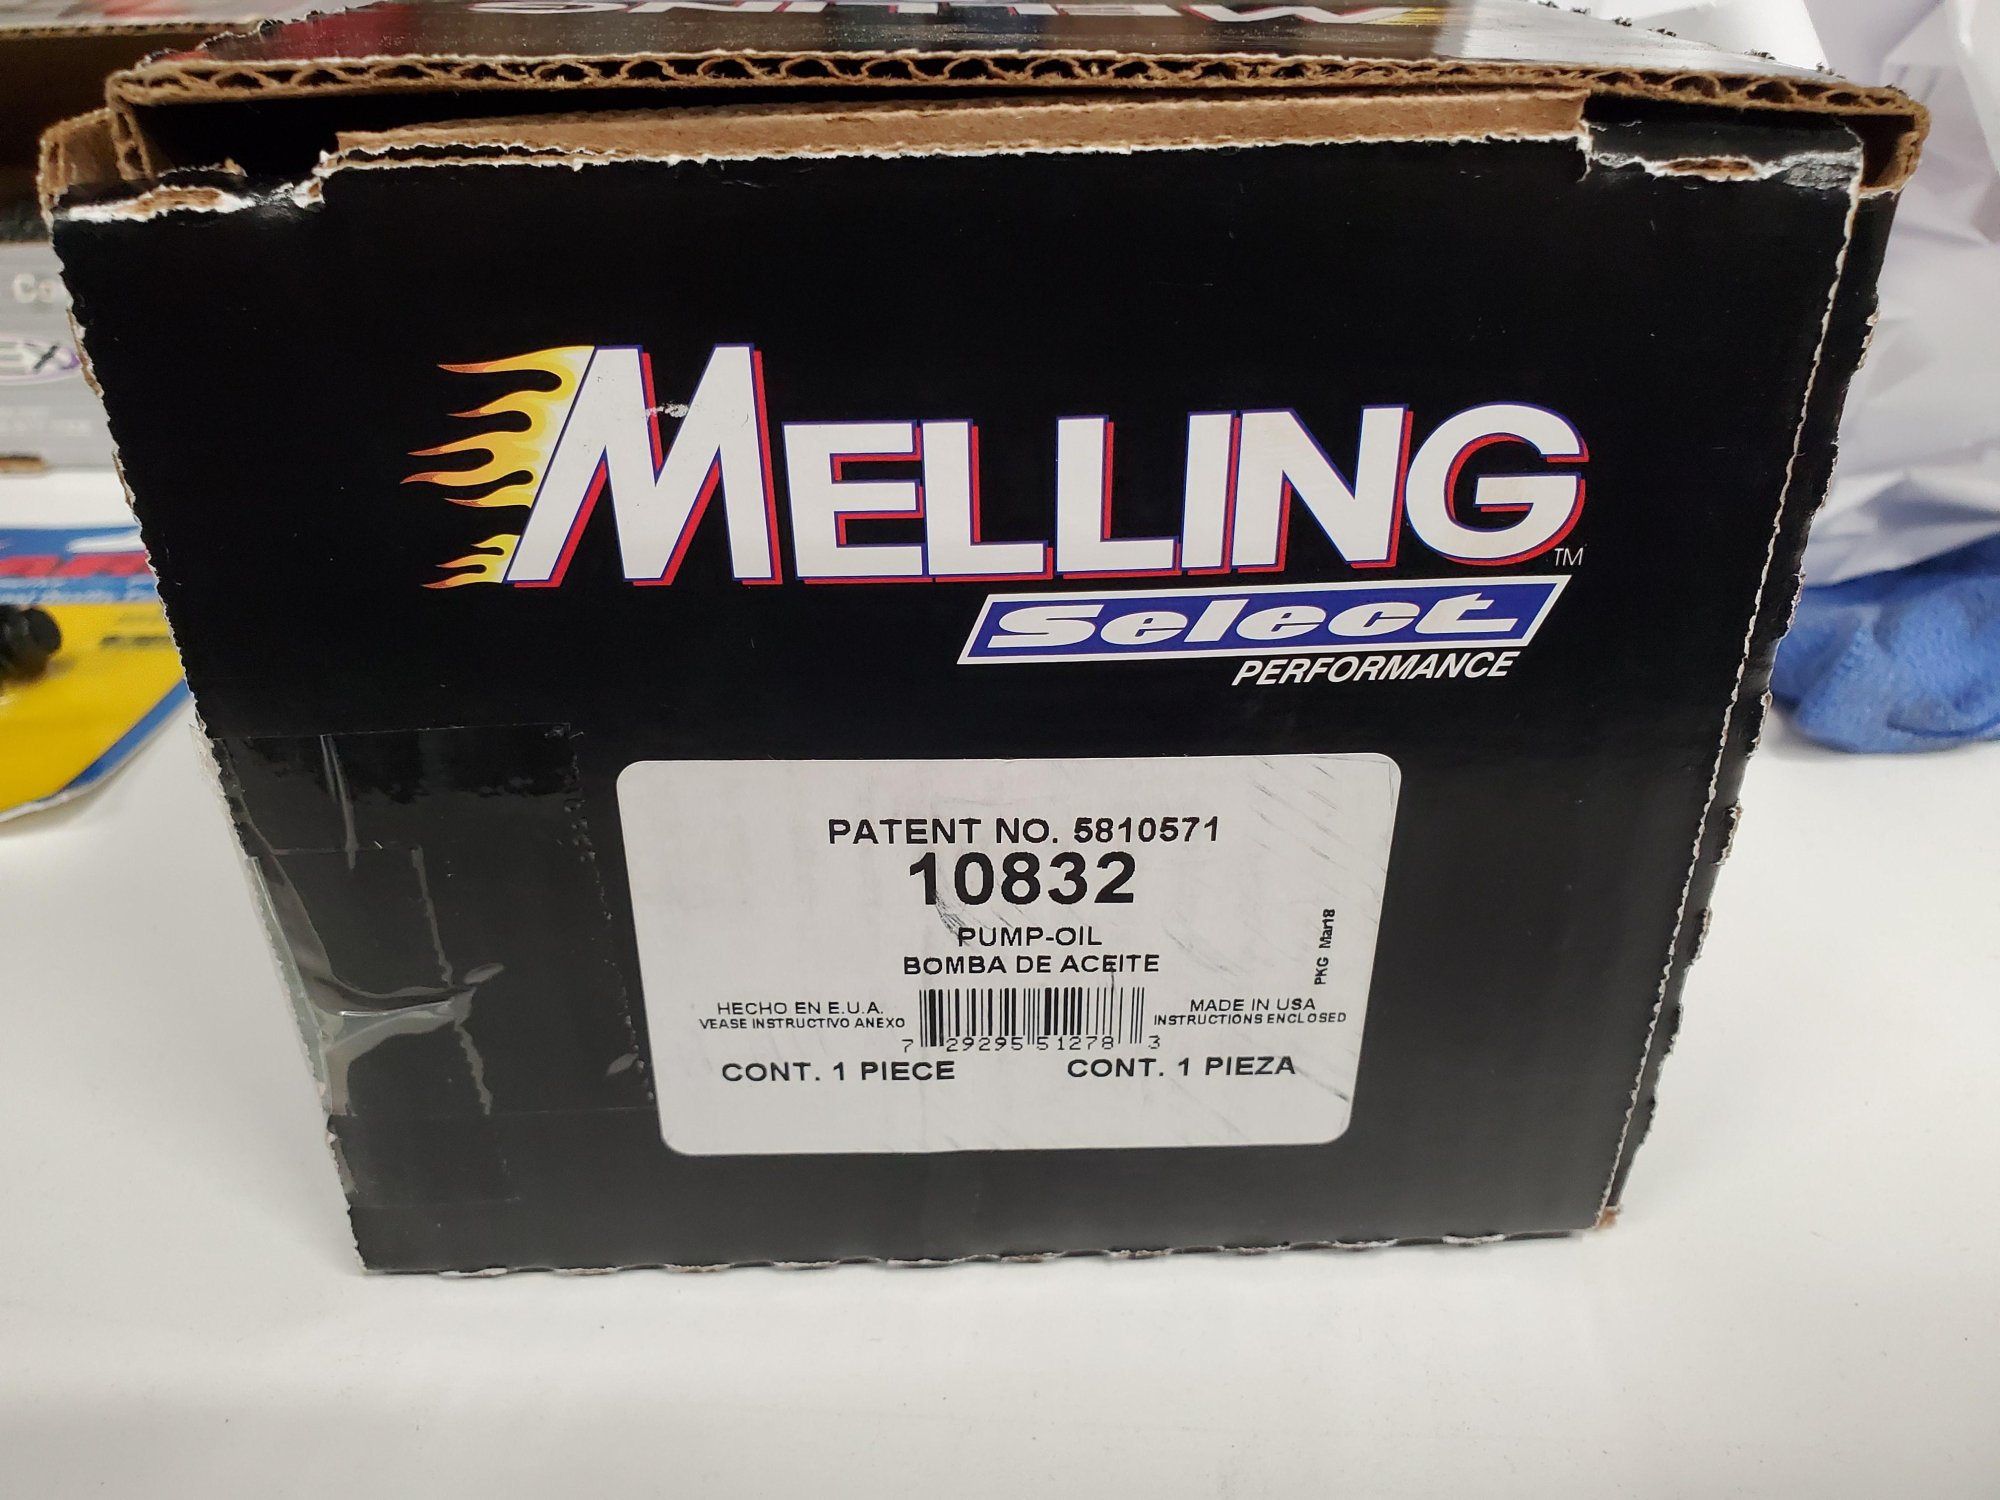 MELLING
MELLING™
Select
PERFORMANCE
PATENT NO. 5810571
10832
PUMP-OIL
BOMBA DE ACEITE
PKG Mar18
HECHO EN E.U.A.
VEASE INSTRUCTIVO ANEXO
MADE IN USA
INSTRUCTIONS ENCLOSED
7 29295 51278 3
CONT. 1 PIECE
CONT. 1 PIEZA